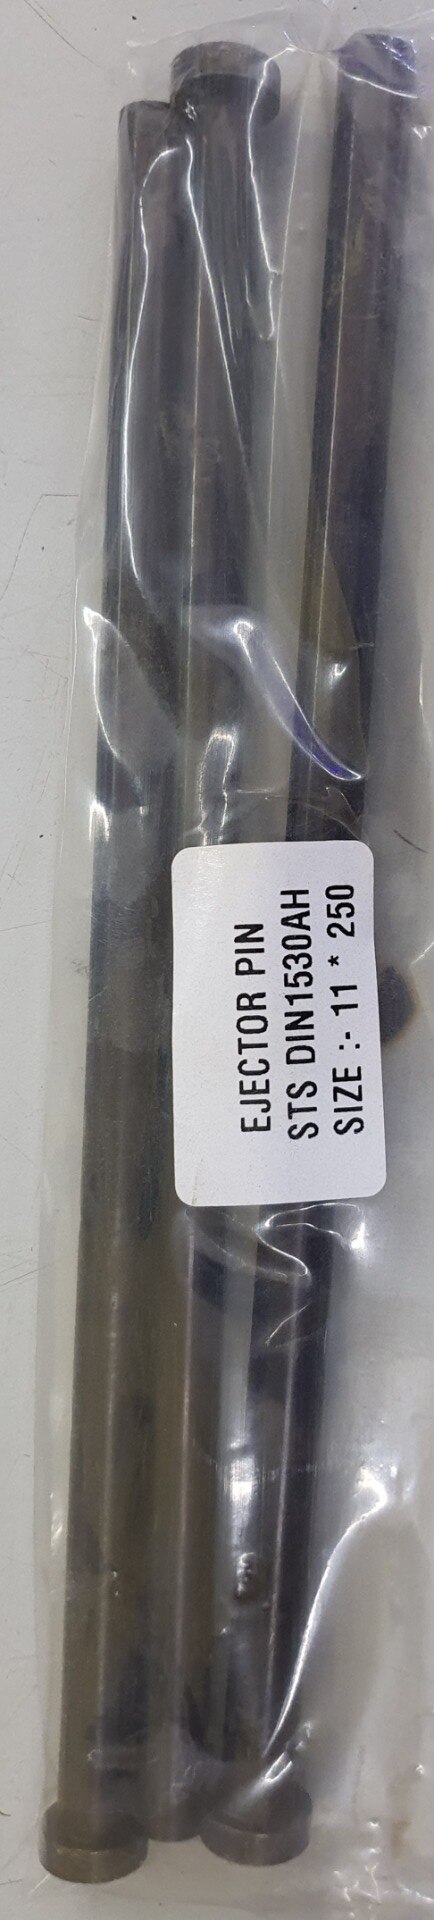 EJECTOR PIN
STS DIN1530AH
SIZE :- 11 * 250